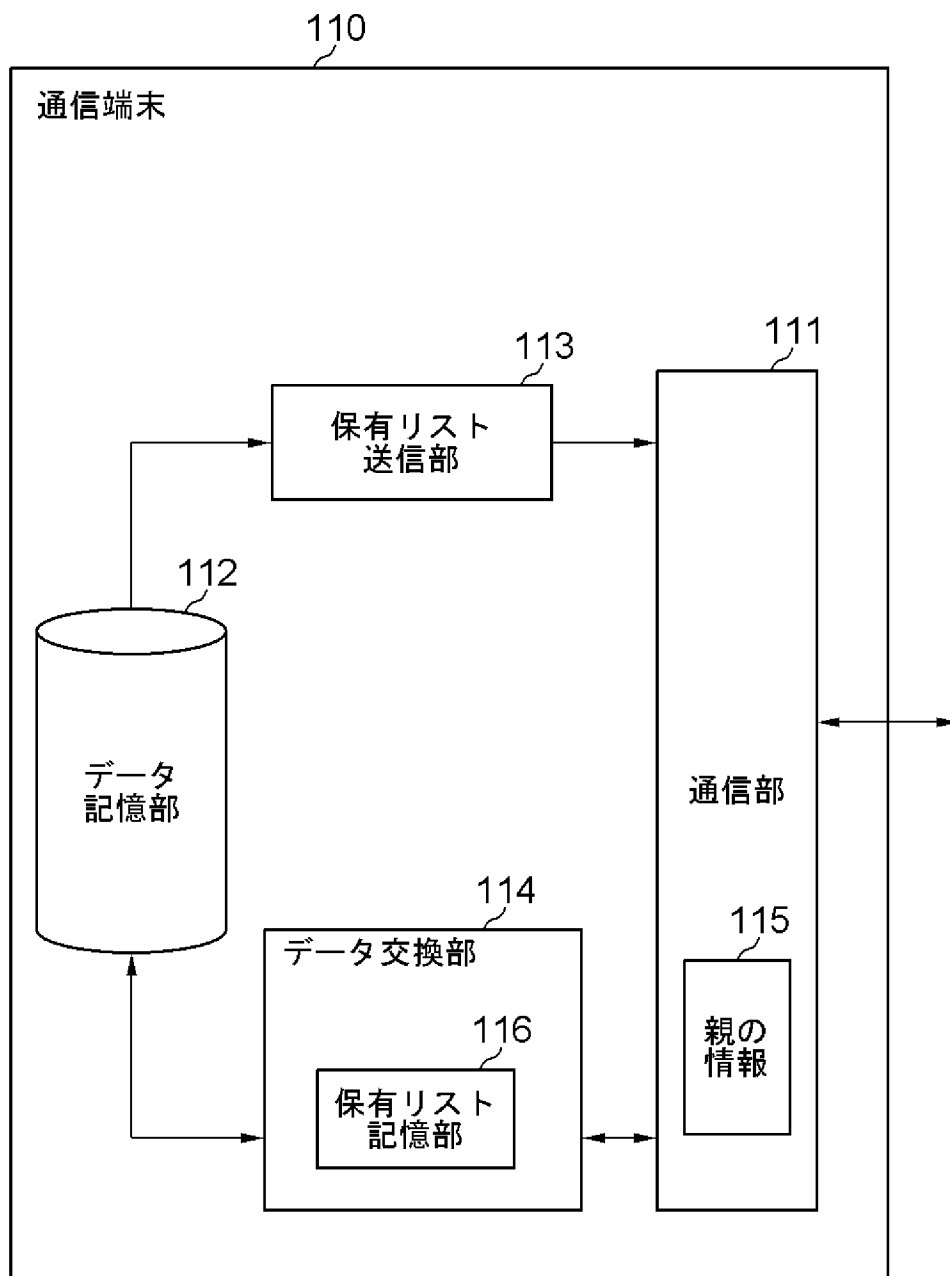 110
通信端末
111
113
保有リスト
送信部
112
データ
記憶部
通信部
114
データ交換部
115
116
親の
情報
保有リスト
記憶部